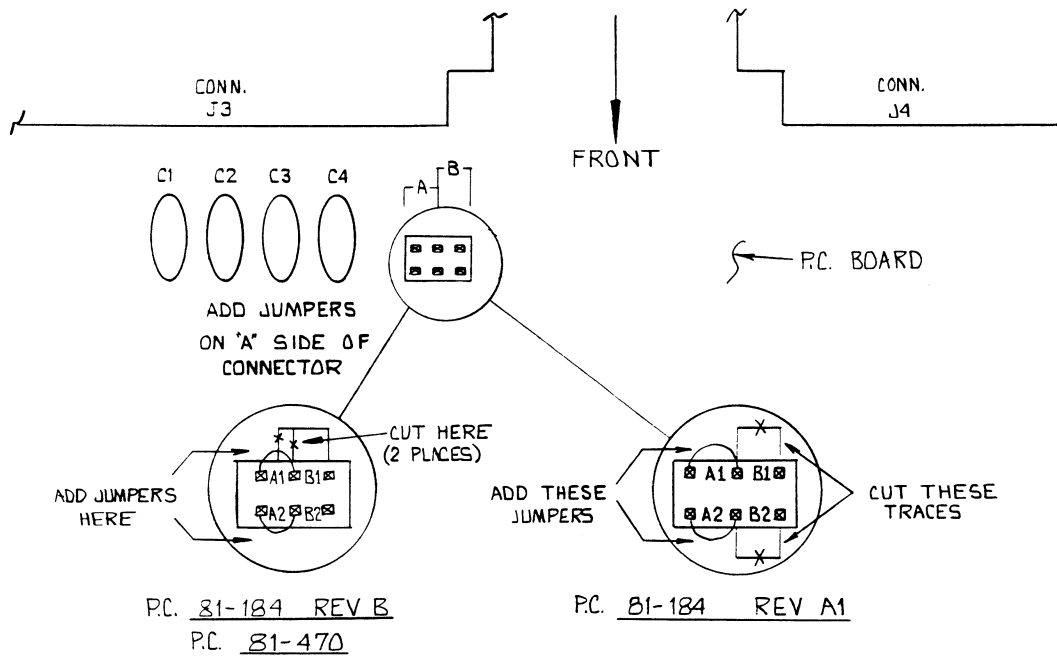 CONN.
J3
CONN.
J4
FRONT
C1 C2 C3 C4
A
B
P.C. BOARD
ADD JUMPERS
ON "A" SIDE OF
CONNECTOR
CUT HERE
(2 PLACES)
A1 B1
A2 B2
ADD JUMPERS
HERE
A1 B1
A2 B2
ADD THESE
JUMPERS
CUT THESE
TRACES
P.C. 81-184 REV B
P.C. 81-470
P.C. 81-184 REV A1